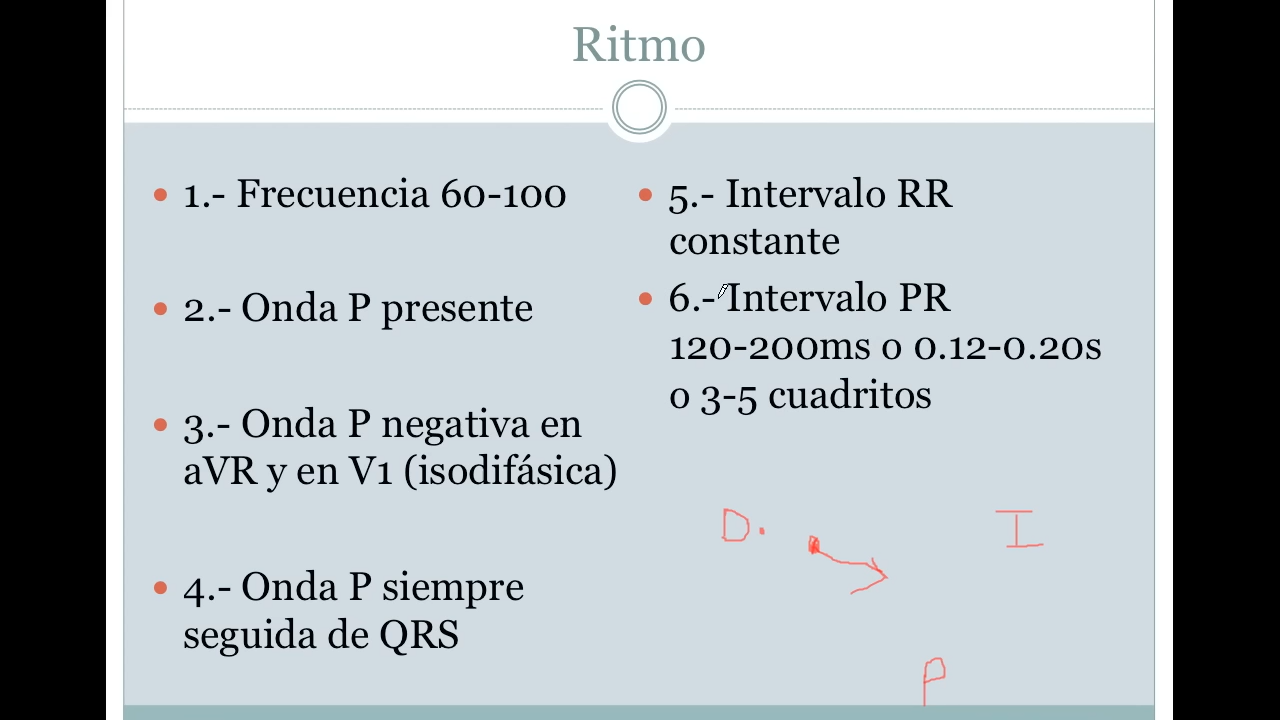 Ritmo
1.- Frecuencia 60-100
2.- Onda P presente
3.- Onda P negativa en
aVR y en V1 (isodifásica)
4.- Onda P siempre
seguida de QRS
5.- Intervalo RR
constante
6.- Intervalo PR
120-200ms o 0.12-0.20s
o 3-5 cuadritos
D.
I
P